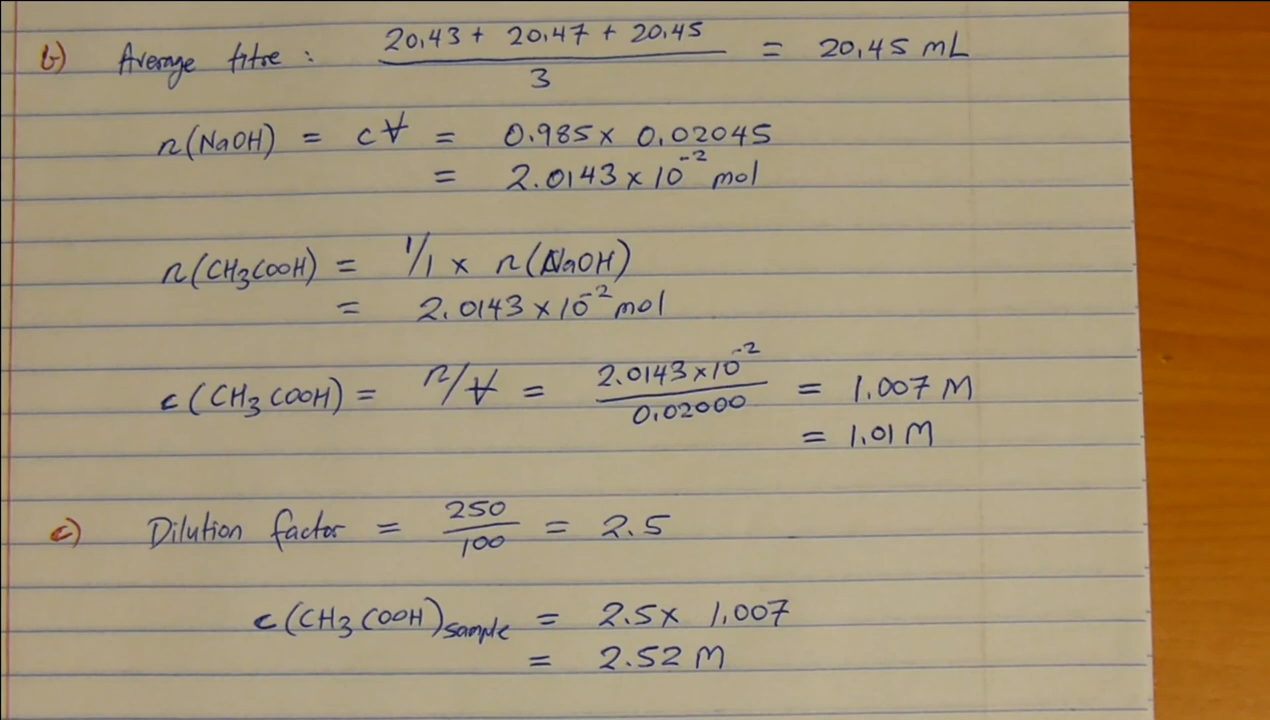 b) Average titre : 20.43 + 20.47 + 20.45 / 3 = 20.45 mL
n(NaOH) = cV = 0.985 x 0.02045
= 2.0143 x 10⁻² mol
n(CH₃COOH) = 1/1 x n(NaOH)
= 2.0143 x 10⁻² mol
c(CH₃COOH) = n/V = 2.0143 x 10⁻² / 0.02000 = 1.007 M
= 1.01 M
c) Dilution factor = 250 / 100 = 2.5
c(CH₃COOH)sample = 2.5 x 1.007
= 2.52 M